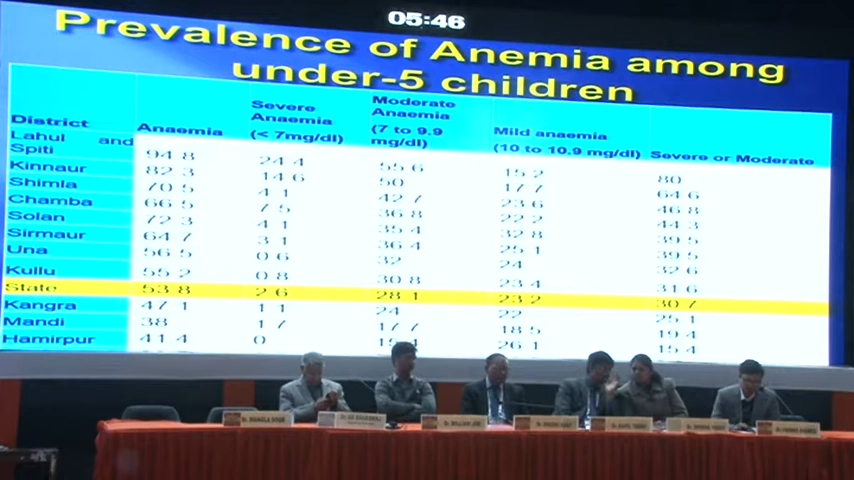 05:46
Prevalence of Anemia among
under-5 children
District Anaemia Severe Anaemia (< 7mg/dl) Moderate Anaemia (7 to 9.9 mg/dl) Mild anaemia (10 to 10.9 mg/dl) Severe or Moderate
Lahul and Spiti 94.8 24.4 55.6 15.2 80
Kinnaur 82.3 14.6 50 17.7 64.6
Shimla 70.5 4.1 42.7 23.6 46.8
Chamba 66.5 7.5 36.8 22.2 44.3
Solan 72.3 4.1 35.4 32.8 39.5
Sirmaur 64.7 3.1 36.4 25.1 39.5
Una 56.5 0.6 32 24 32.6
Kullu 55.2 0.8 30.8 23.4 31.6
State 53.8 2.6 28.1 23.2 30.7
Kangra 47.1 1.1 24 22 25.1
Mandi 38 1.7 17.7 18.5 19.4
Hamirpur 41.4 0 15.4 26.1 15.4
Dr. WILLIAM JOE